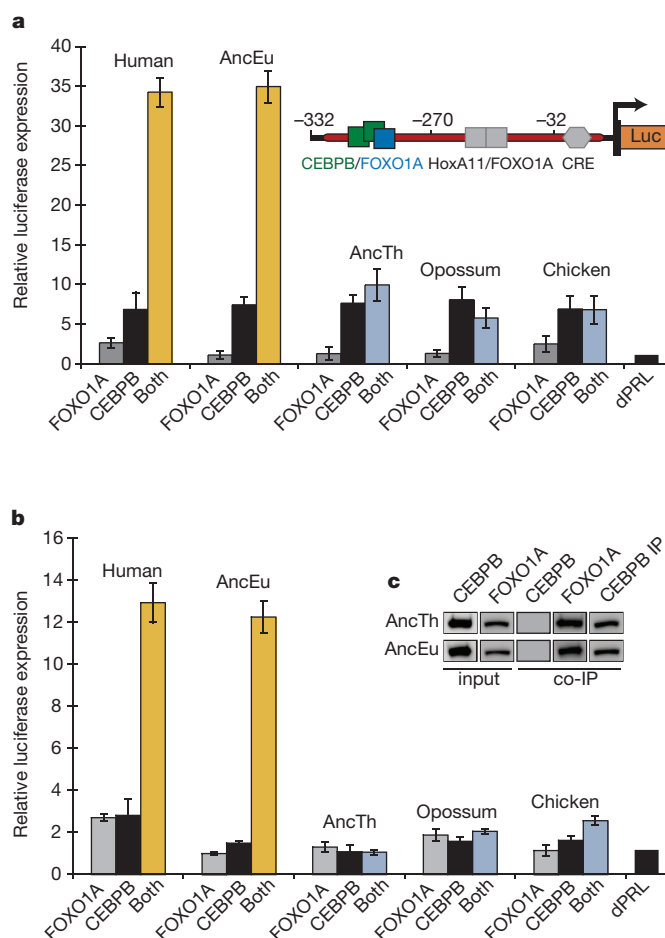 a
Relative luciferase expression
40
35
30
25
20
15
10
5
0
Human
AncEu
AncTh
Opossum
Chicken
–332
–270
–32
Luc
CEBPB/FOXO1A HoxA11/FOXO1A CRE
FOXO1A
CEBPB
Both
FOXO1A
CEBPB
Both
FOXO1A
CEBPB
Both
FOXO1A
CEBPB
Both
FOXO1A
CEBPB
Both
dPRL
b
Relative luciferase expression
16
14
12
10
8
6
4
2
0
Human
AncEu
AncTh
Opossum
Chicken
c
CEBPB
FOXO1A
CEBPB
FOXO1A
CEBPB IP
AncTh
AncEu
input
co-IP
FOXO1A
CEBPB
Both
FOXO1A
CEBPB
Both
FOXO1A
CEBPB
Both
FOXO1A
CEBPB
Both
FOXO1A
CEBPB
Both
dPRL